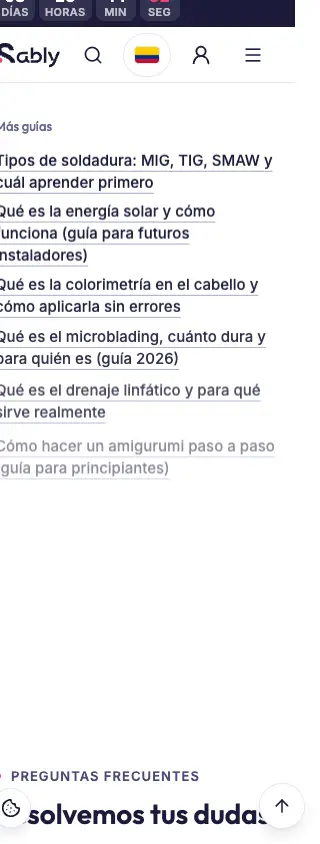 DÍAS HORAS MIN SEG
Sably
Más guías
Tipos de soldadura: MIG, TIG, SMAW y
cuál aprender primero
Qué es la energía solar y cómo
funciona (guía para futuros
instaladores)
Qué es la colorimetría en el cabello y
cómo aplicarla sin errores
Qué es el microblading, cuánto dura y
para quién es (guía 2026)
Qué es el drenaje linfático y para qué
sirve realmente
Cómo hacer un amigurumi paso a paso
(guía para principiantes)
PREGUNTAS FRECUENTES
solvemos tus dudas